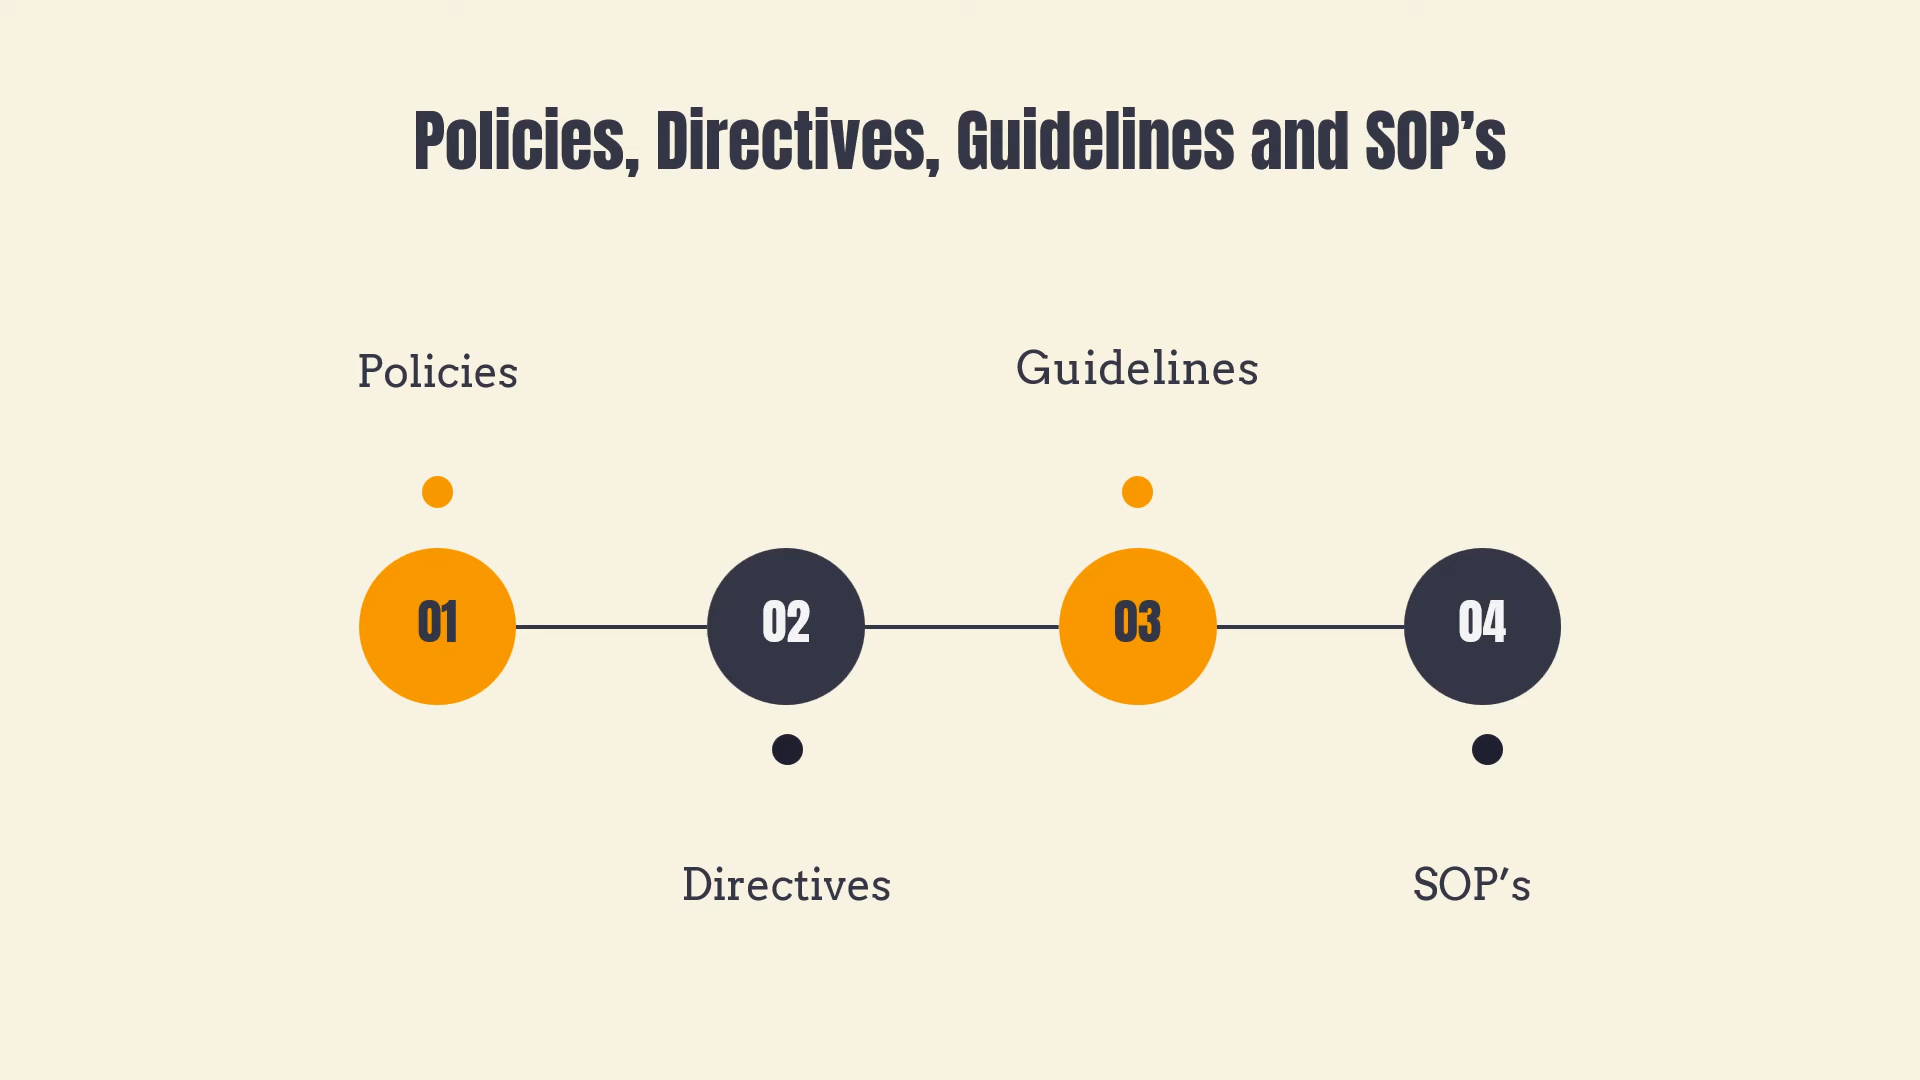 Policies, Directives, Guidelines and SOP’s
Policies
Guidelines
01
02
03
04
Directives
SOP’s